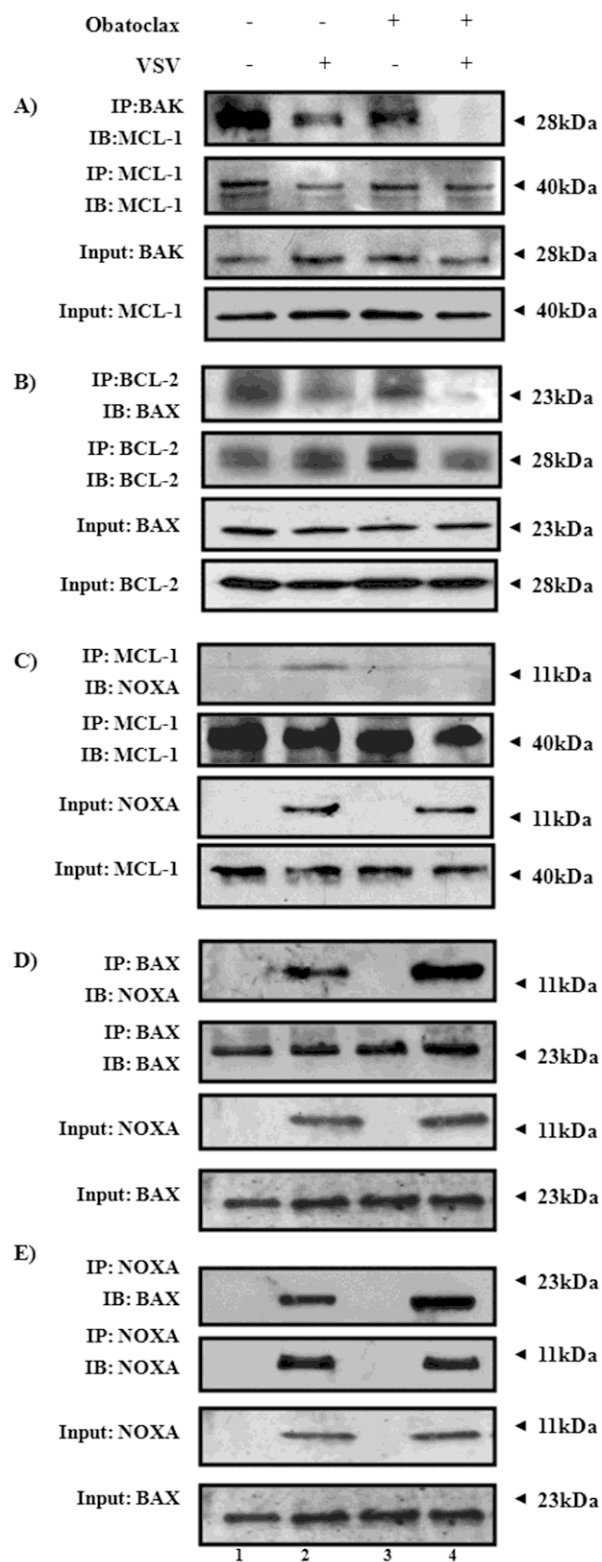 Obatoclax - - + +
VSV - + - +
A)
IP:BAK
IB:MCL-1
28kDa
IP: MCL-1
IB: MCL-1
40kDa
Input: BAK
28kDa
Input: MCL-1
40kDa
B)
IP:BCL-2
IB: BAX
23kDa
IP: BCL-2
IB: BCL-2
28kDa
Input: BAX
23kDa
Input: BCL-2
28kDa
C)
IP: MCL-1
IB: NOXA
11kDa
IP: MCL-1
IB: MCL-1
40kDa
Input: NOXA
11kDa
Input: MCL-1
40kDa
D)
IP: BAX
IB: NOXA
11kDa
IP: BAX
IB: BAX
23kDa
Input: NOXA
11kDa
Input: BAX
23kDa
E)
IP: NOXA
IB: BAX
23kDa
IP: NOXA
IB: NOXA
11kDa
Input: NOXA
11kDa
Input: BAX
23kDa
1 2 3 4